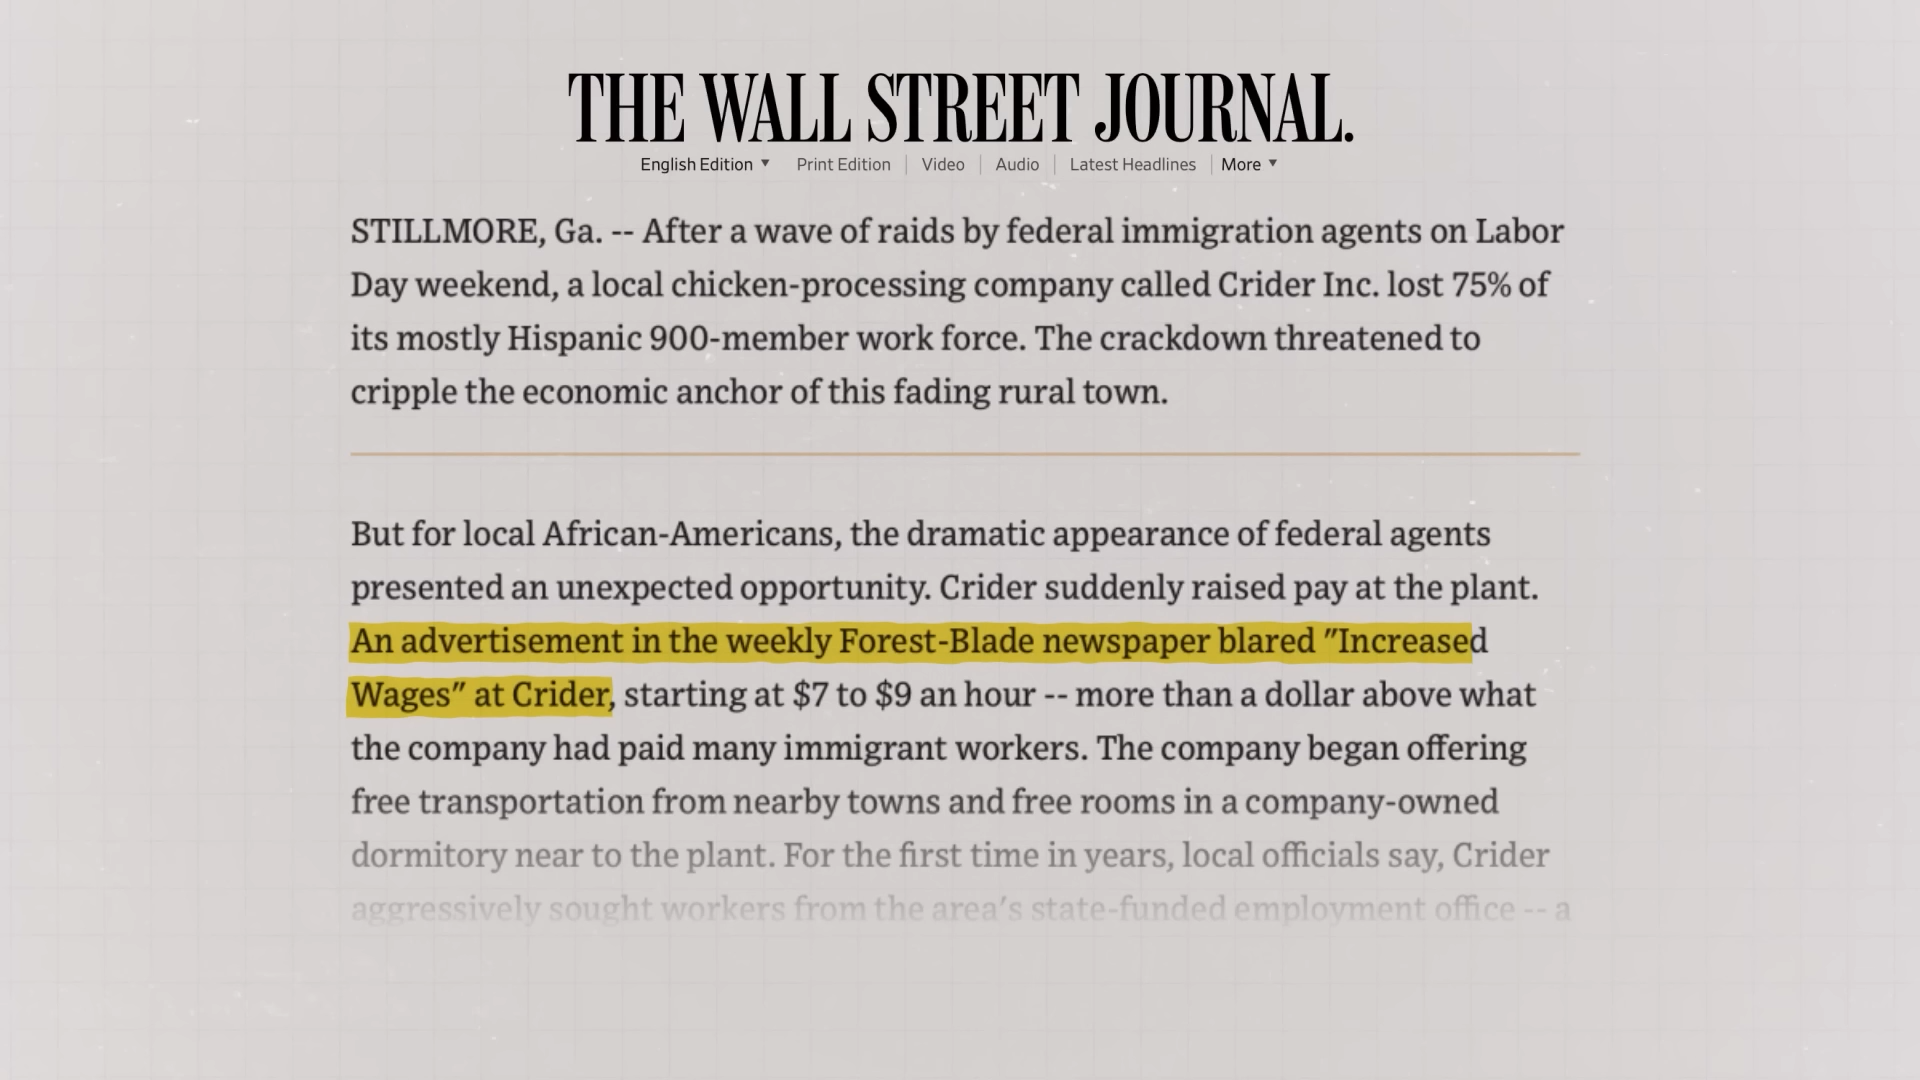 THE WALL STREET JOURNAL.
English Edition ▼ Print Edition | Video | Audio | Latest Headlines | More ▼
STILLMORE, Ga. -- After a wave of raids by federal immigration agents on Labor
Day weekend, a local chicken-processing company called Crider Inc. lost 75% of
its mostly Hispanic 900-member work force. The crackdown threatened to
cripple the economic anchor of this fading rural town.
But for local African-Americans, the dramatic appearance of federal agents
presented an unexpected opportunity. Crider suddenly raised pay at the plant.
An advertisement in the weekly Forest-Blade newspaper blared "Increased
Wages" at Crider, starting at $7 to $9 an hour -- more than a dollar above what
the company had paid many immigrant workers. The company began offering
free transportation from nearby towns and free rooms in a company-owned
dormitory near to the plant. For the first time in years, local officials say, Crider
aggressively sought workers from the area's state-funded employment office -- a